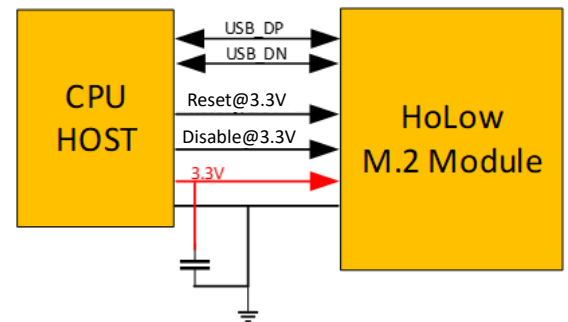 USB_DP
USB_DN
CPU
HOST
Reset@3.3V
Disable@3.3V
3.3V
HoLow
M.2 Module